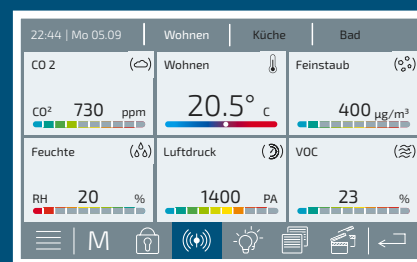 22:44 | Mo 05.09 Wohnen Küche Bad
CO 2
CO² 730 ppm
Wohnen
20.5° C
Feinstaub
400 µg/m³
Feuchte
RH 20 %
Luftdruck
1400 PA
VOC
23 %
M